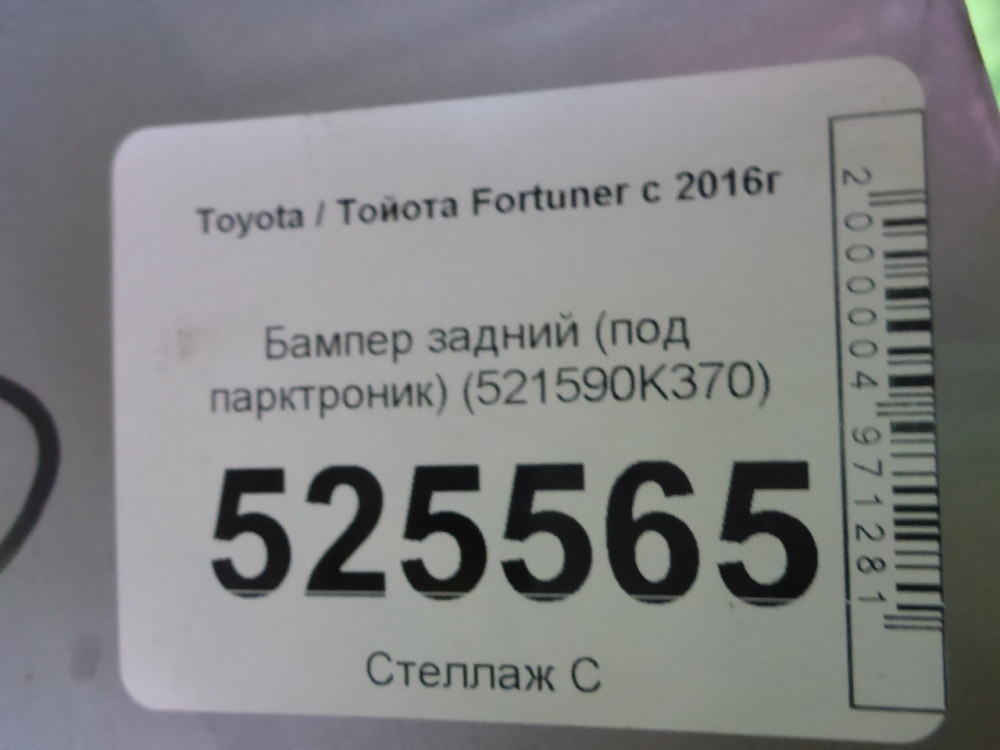 Toyota / Тойота Fortuner с 2016г
Бампер задний (под
парктроник) (521590K370)
525565
Стеллаж С
2000004971281